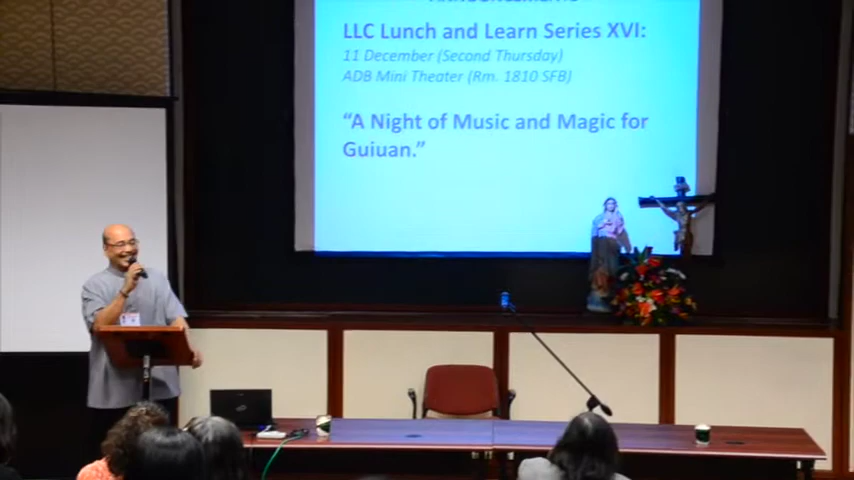 ANNOUNCEMENTS
LLC Lunch and Learn Series XVI:
11 December (Second Thursday)
ADB Mini Theater (Rm. 1810 SFB)
“A Night of Music and Magic for
Guiuan.”